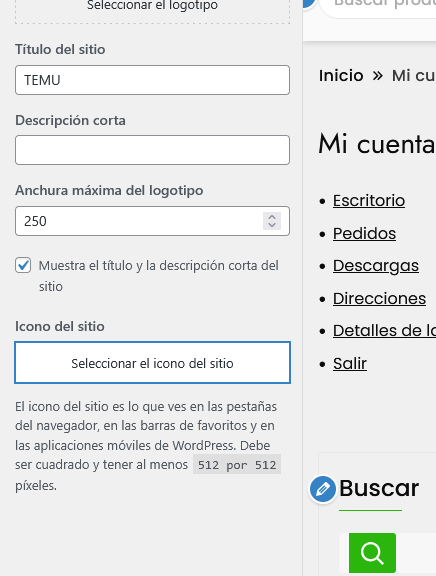 Seleccionar el logotipo
Título del sitio
TEMU
Descripción corta
Anchura máxima del logotipo
250
Muestra el título y la descripción corta del
sitio
Icono del sitio
Seleccionar el icono del sitio
El icono del sitio es lo que ves en las pestañas
del navegador, en las barras de favoritos y en
las aplicaciones móviles de WordPress. Debe
ser cuadrado y tener al menos 512 por 512
píxeles.
Buscar produ
Inicio » Mi cu
Mi cuenta
• Escritorio
• Pedidos
• Descargas
• Direcciones
• Detalles de la
• Salir
Buscar